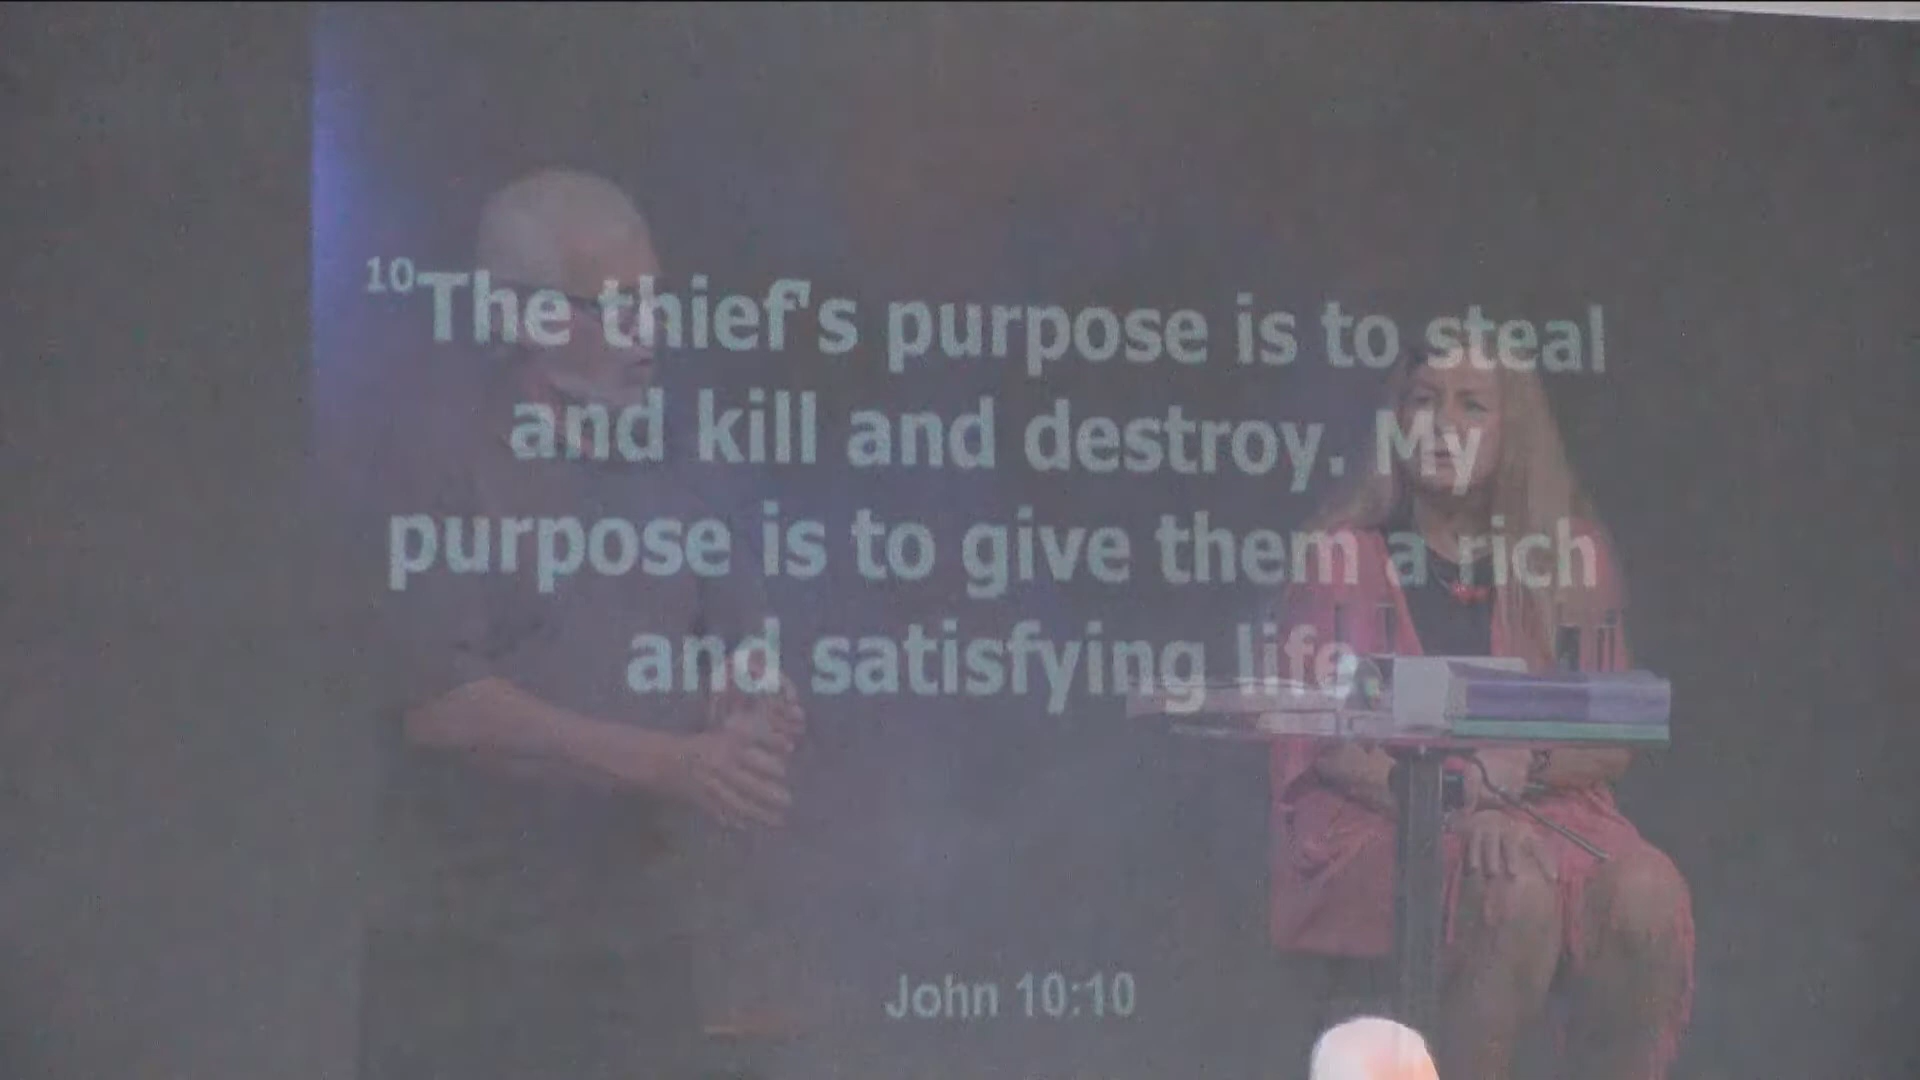 10The thief's purpose is to steal
and kill and destroy. My
purpose is to give them a rich
and satisfying life
John 10:10